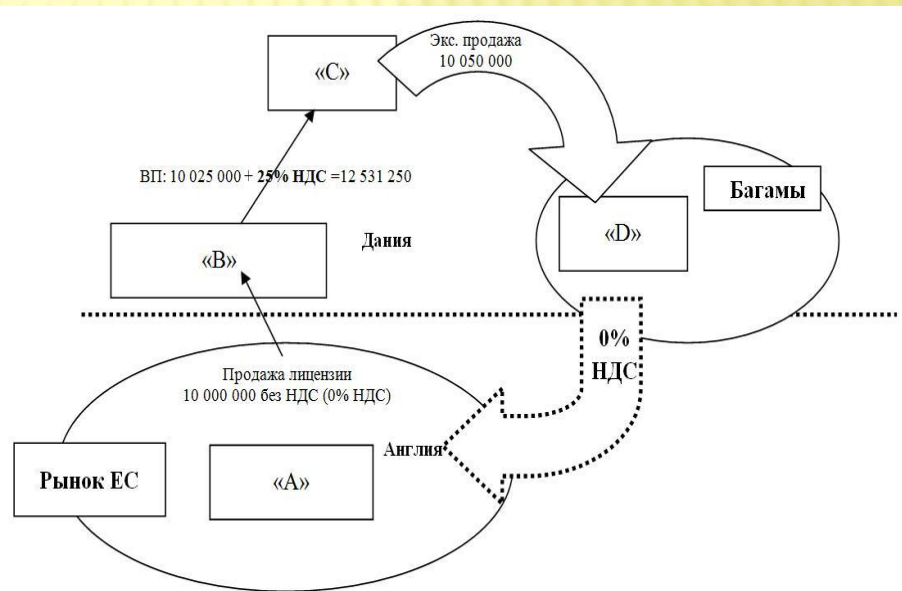 Экс. продажа
10 050 000
«C»
ВП: 10 025 000 + 25% НДС =12 531 250
Багамы
«D»
Дания
«B»
0%
НДС
Продажа лицензии
10 000 000 без НДС (0% НДС)
Англия
Рынок ЕС
«A»